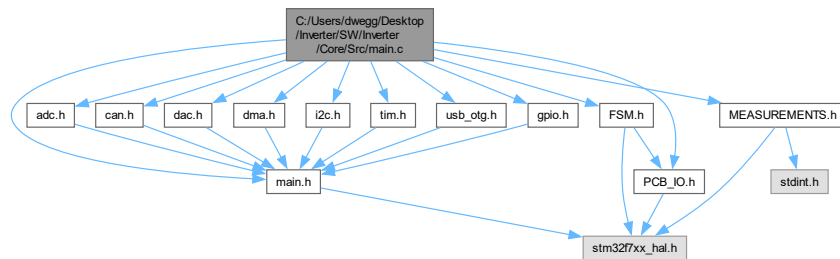 C:/Users/dwegg/Desktop
/Inverter/SW/Inverter
/Core/Src/main.c
adc.h
can.h
dac.h
dma.h
i2c.h
tim.h
usb_otg.h
gpio.h
FSM.h
MEASUREMENTS.h
main.h
PCB_IO.h
stdint.h
stm32f7xx_hal.h